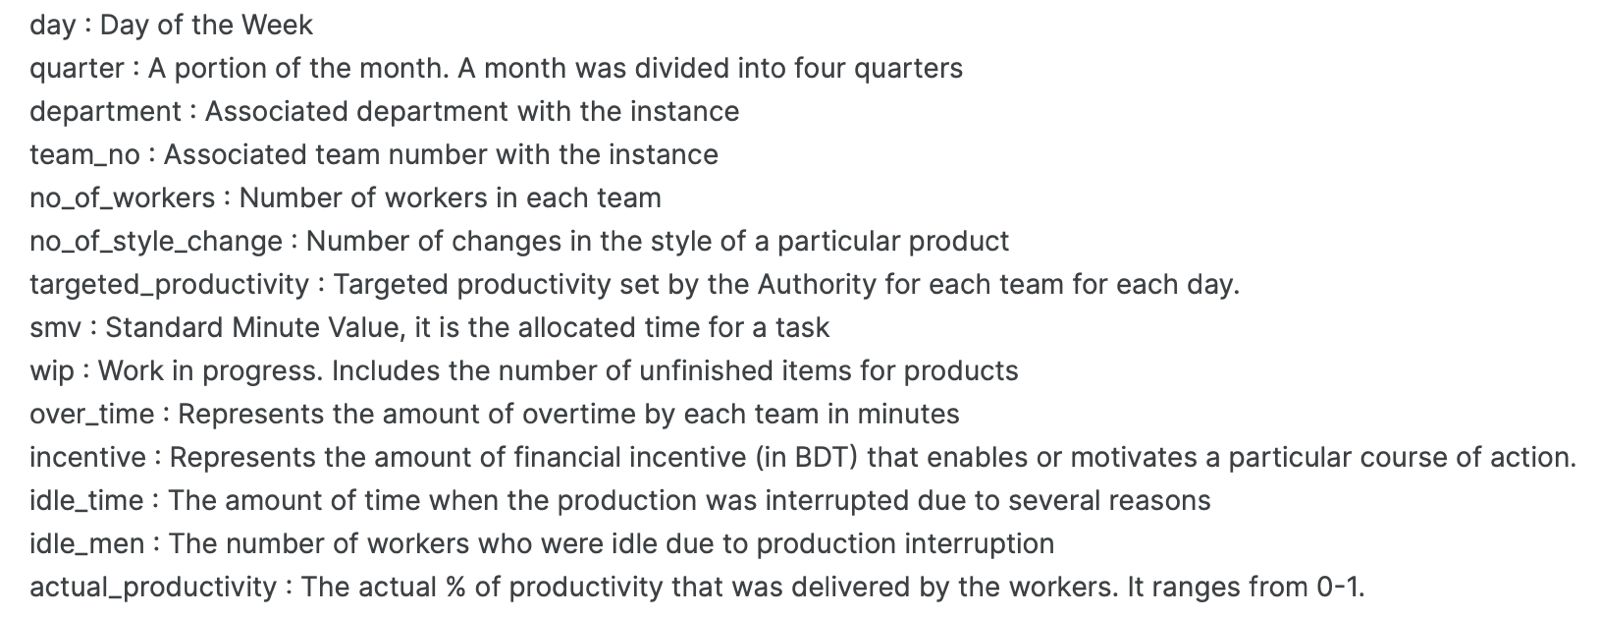 day : Day of the Week
quarter : A portion of the month. A month was divided into four quarters
department : Associated department with the instance
team_no : Associated team number with the instance
no_of_workers : Number of workers in each team
no_of_style_change : Number of changes in the style of a particular product
targeted_productivity : Targeted productivity set by the Authority for each team for each day.
smv : Standard Minute Value, it is the allocated time for a task
wip : Work in progress. Includes the number of unfinished items for products
over_time : Represents the amount of overtime by each team in minutes
incentive : Represents the amount of financial incentive (in BDT) that enables or motivates a particular course of action.
idle_time : The amount of time when the production was interrupted due to several reasons
idle_men : The number of workers who were idle due to production interruption
actual_productivity : The actual % of productivity that was delivered by the workers. It ranges from 0-1.